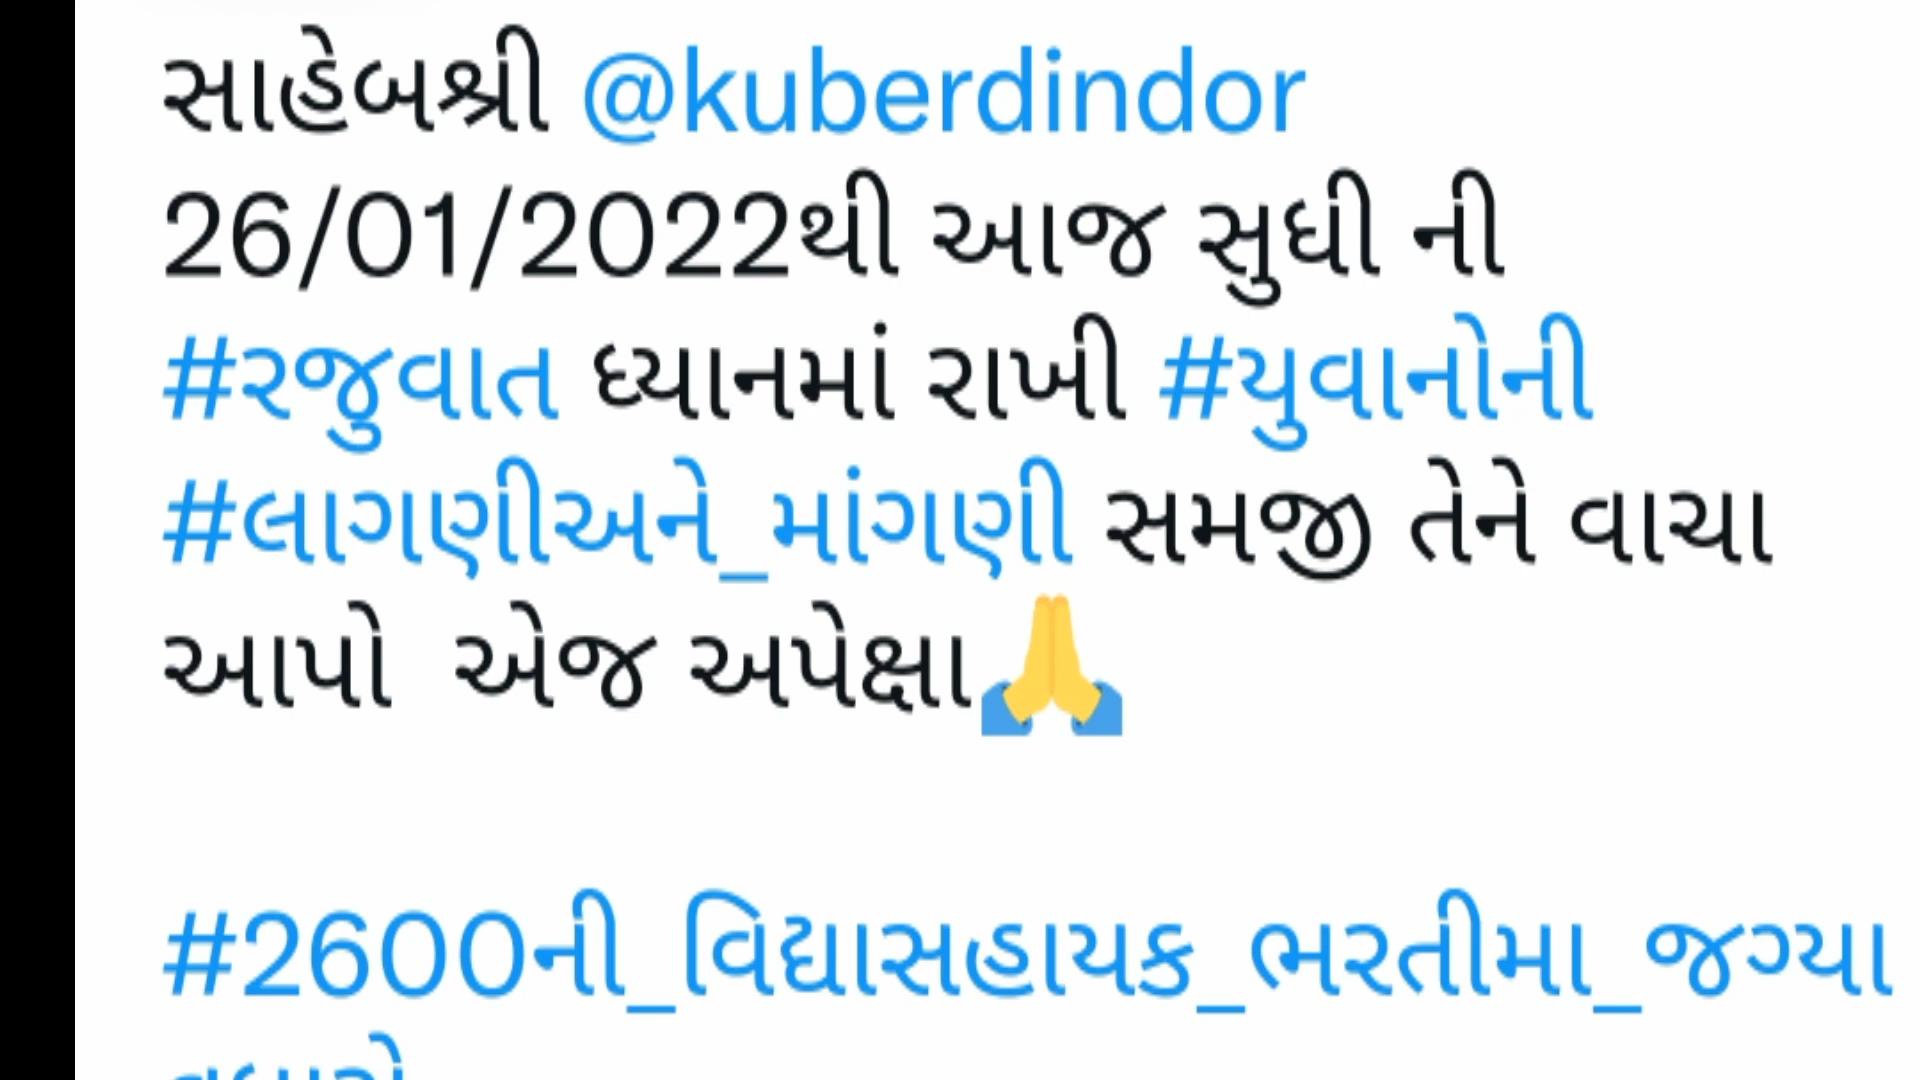 સાહેબશ્રી @kuberdindor
26/01/2022થી આજ સુધી ની
#રજુવાત ધ્યાનમાં રાખી #યુવાનોની
#લાગણીઅને_માંગણી સમજી તેને વાચા
આપો  એજ અપેક્ષા🙏
#2600ની_વિદ્યાસહાયક_ભરતીમા_જગ્યા